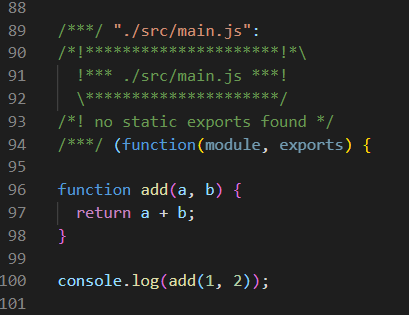 88
89 /***/ "./src/main.js":
90 /*!*********************!*\
91   !*** ./src/main.js ***!
92   \*********************/
93 /*! no static exports found */
94 /***/ (function(module, exports) {
95
96 function add(a, b) {
97   return a + b;
98 }
99
100 console.log(add(1, 2));
101